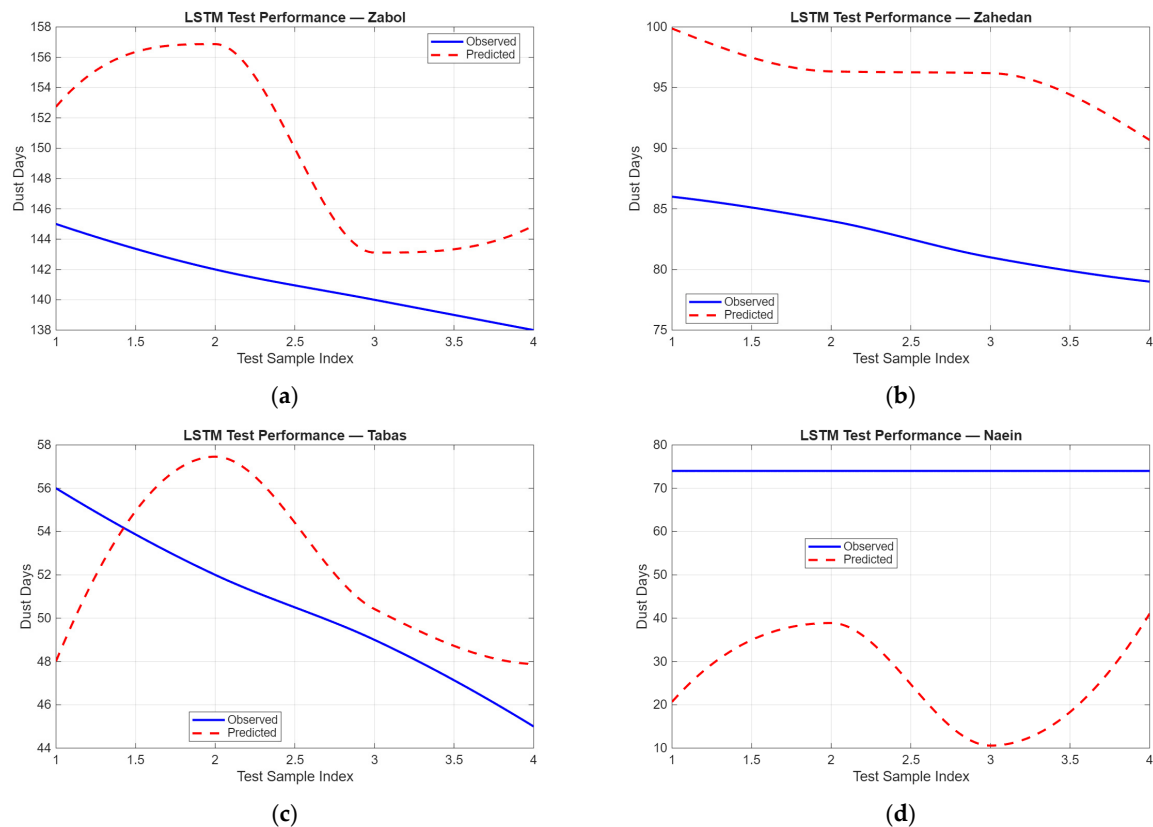 LSTM Test Performance — Zabol
158
156
154
152
150
148
146
144
142
140
138
Dust Days
Observed
Predicted
1 1.5 2 2.5 3 3.5 4
Test Sample Index
(a)
LSTM Test Performance — Zahedan
100
95
90
85
80
75
Dust Days
Observed
Predicted
1 1.5 2 2.5 3 3.5 4
Test Sample Index
(b)
LSTM Test Performance — Tabas
58
56
54
52
50
48
46
44
Dust Days
Observed
Predicted
1 1.5 2 2.5 3 3.5 4
Test Sample Index
(c)
LSTM Test Performance — Naein
80
70
60
50
40
30
20
10
Dust Days
Observed
Predicted
1 1.5 2 2.5 3 3.5 4
Test Sample Index
(d)